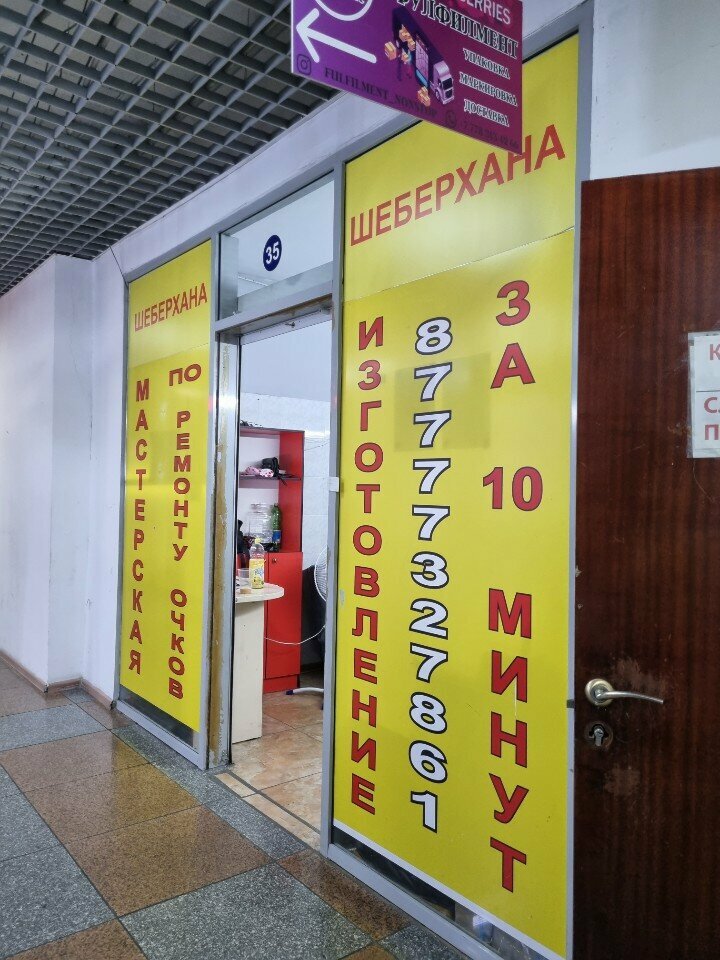 ФУЛФИЛМЕНТ
УПАКОВКА
МАРКИРОВКА
ДОСТАВКА
35
ШЕБЕРХАНА
МАСТЕРСКАЯ
ПО РЕМОНТУ ОЧКОВ
ШЕБЕРХАНА
ИЗГОТОВЛЕНИЕ
87777327861
ЗА 10 МИНУТ